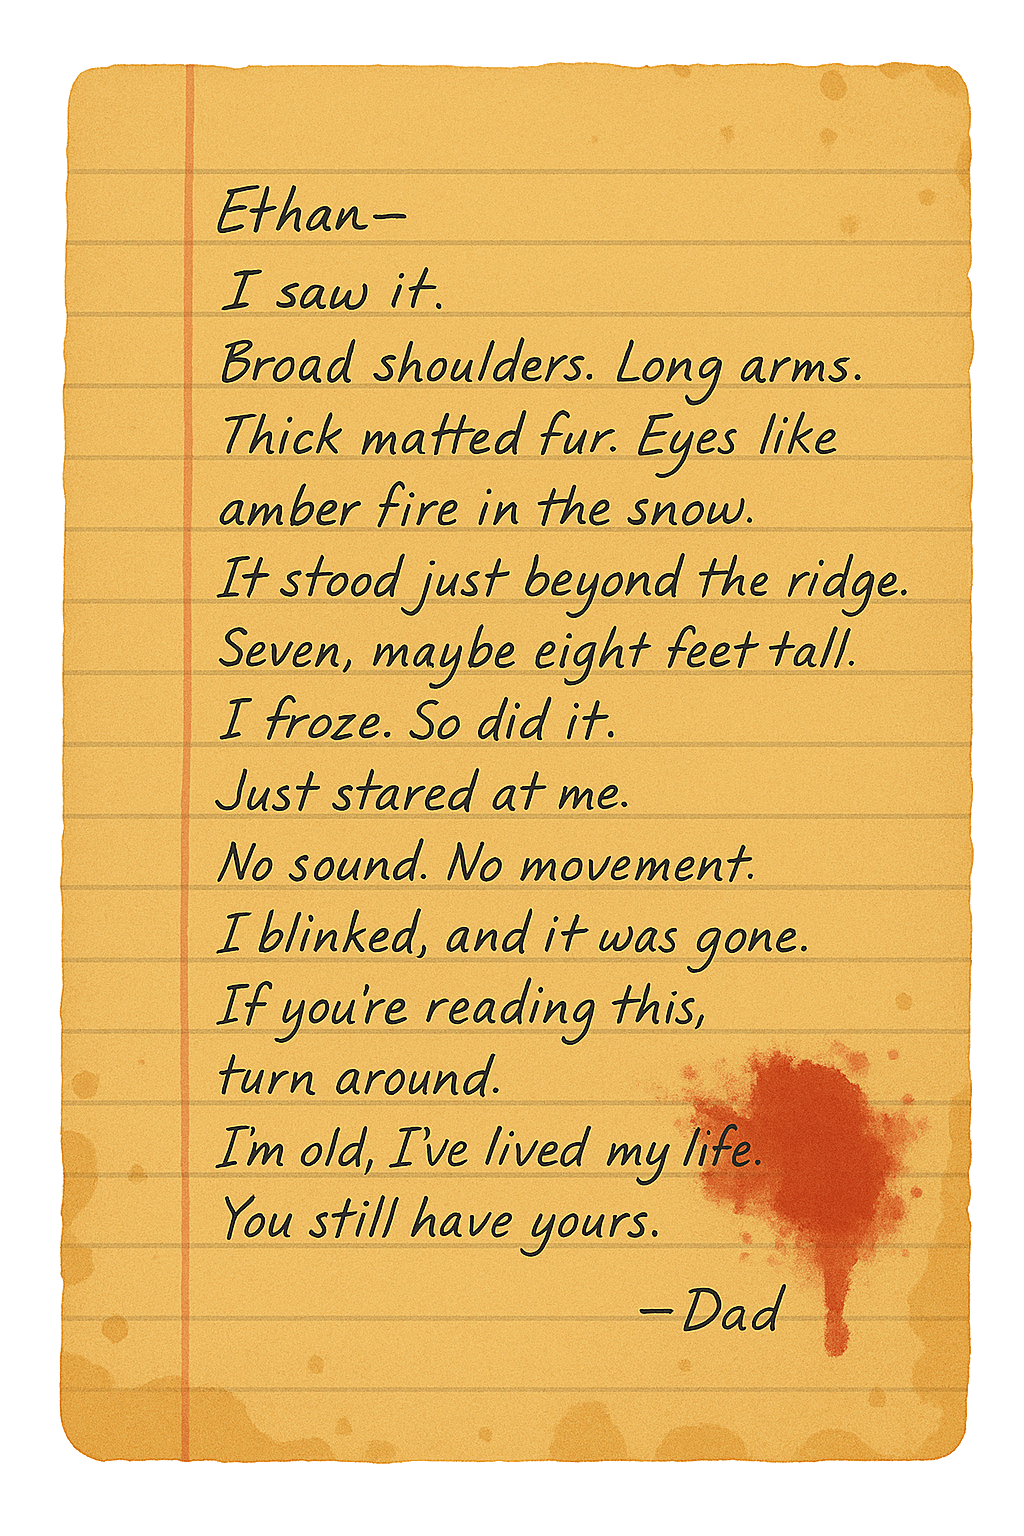 Ethan—
I saw it.
Broad shoulders. Long arms.
Thick matted fur. Eyes like
amber fire in the snow.
It stood just beyond the ridge.
Seven, maybe eight feet tall.
I froze. So did it.
Just stared at me.
No sound. No movement.
I blinked, and it was gone.
If you're reading this,
turn around.
I'm old, I've lived my life.
You still have yours.
—Dad